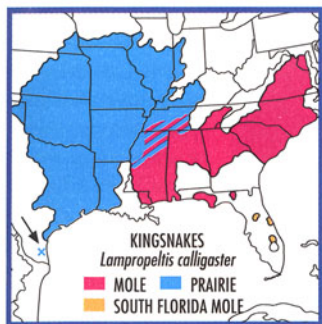 KINGSNAKES
Lampropeltis calligaster
MOLE PRAIRIE
SOUTH FLORIDA MOLE